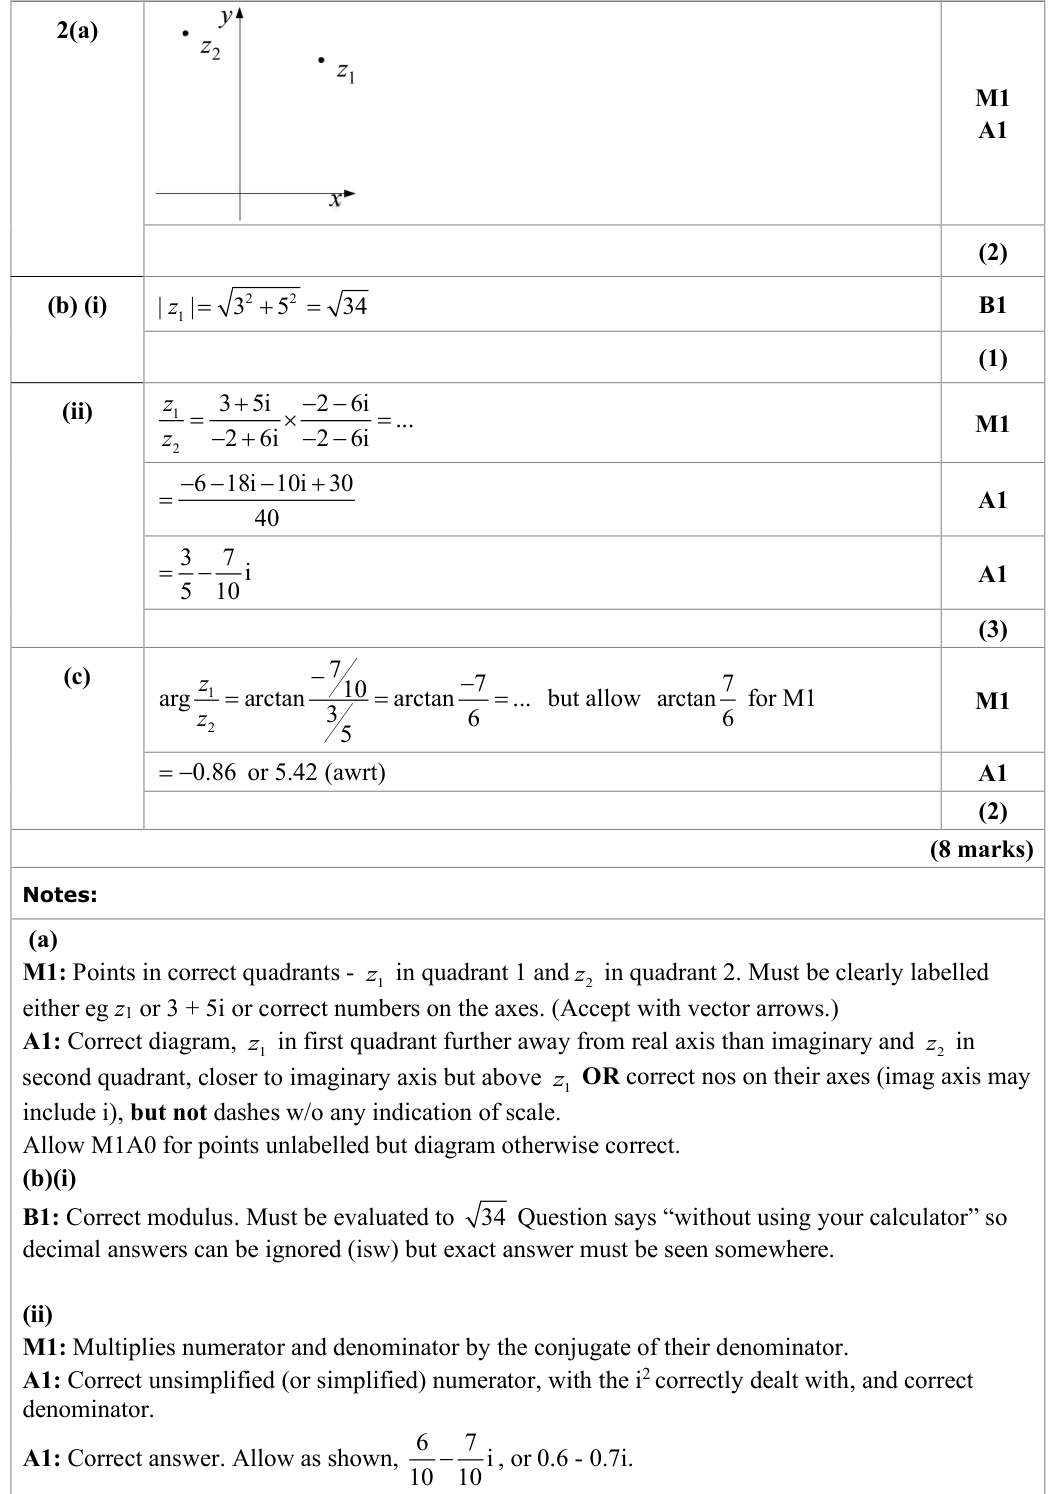 2(a)
y
z₂
z₁
x
M1
A1
(2)
(b) (i)
| z₁ |= √(3² + 5²) = √34
B1
(1)
(ii)
z₁/z₂ = (3+5i)/(−2+6i) × (−2−6i)/(−2−6i) = ...
M1
= (−6−18i−10i+30)/40
A1
= 3/5 − 7/10 i
A1
(3)
(c)
arg z₁/z₂ = arctan (−7/10)/(3/5) = arctan −7/6 = ... but allow arctan 7/6 for M1
M1
= −0.86 or 5.42 (awrt)
A1
(2)
(8 marks)
Notes:
(a)
M1: Points in correct quadrants - z₁ in quadrant 1 and z₂ in quadrant 2. Must be clearly labelled
either eg z₁ or 3 + 5i or correct numbers on the axes. (Accept with vector arrows.)
A1: Correct diagram, z₁ in first quadrant further away from real axis than imaginary and z₂ in
second quadrant, closer to imaginary axis but above z₁ OR correct nos on their axes (imag axis may
include i), but not dashes w/o any indication of scale.
Allow M1A0 for points unlabelled but diagram otherwise correct.
(b)(i)
B1: Correct modulus. Must be evaluated to √34 Question says “without using your calculator” so
decimal answers can be ignored (isw) but exact answer must be seen somewhere.
(ii)
M1: Multiplies numerator and denominator by the conjugate of their denominator.
A1: Correct unsimplified (or simplified) numerator, with the i² correctly dealt with, and correct
denominator.
A1: Correct answer. Allow as shown, 6/10 − 7/10 i , or 0.6 - 0.7i.